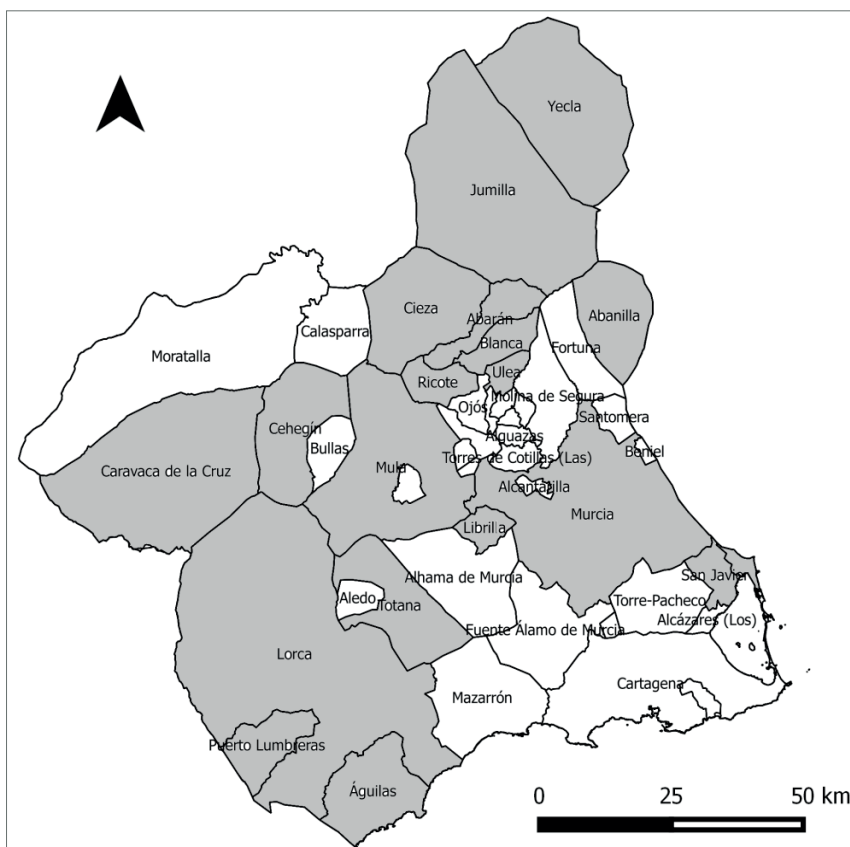 Yecla
Jumilla
Cieza
Abarán
Abanilla
Calasparra
Blanca
Fortuna
Moratalla
Ulea
Ricote
Molina de Segura
Ojós
Santomera
Cehegín
Alguazas
Bullas
Beniel
Torres de Cotillas (Las)
Caravaca de la Cruz
Mula
Alcantarilla
Murcia
Librilla
Alhama de Murcia
San Javier
Aledo
Totana
Torre-Pacheco
Alcázares (Los)
Fuente Álamo de Murcia
Lorca
Cartagena
Mazarrón
Puerto Lumbreras
Águilas
0 25 50 km